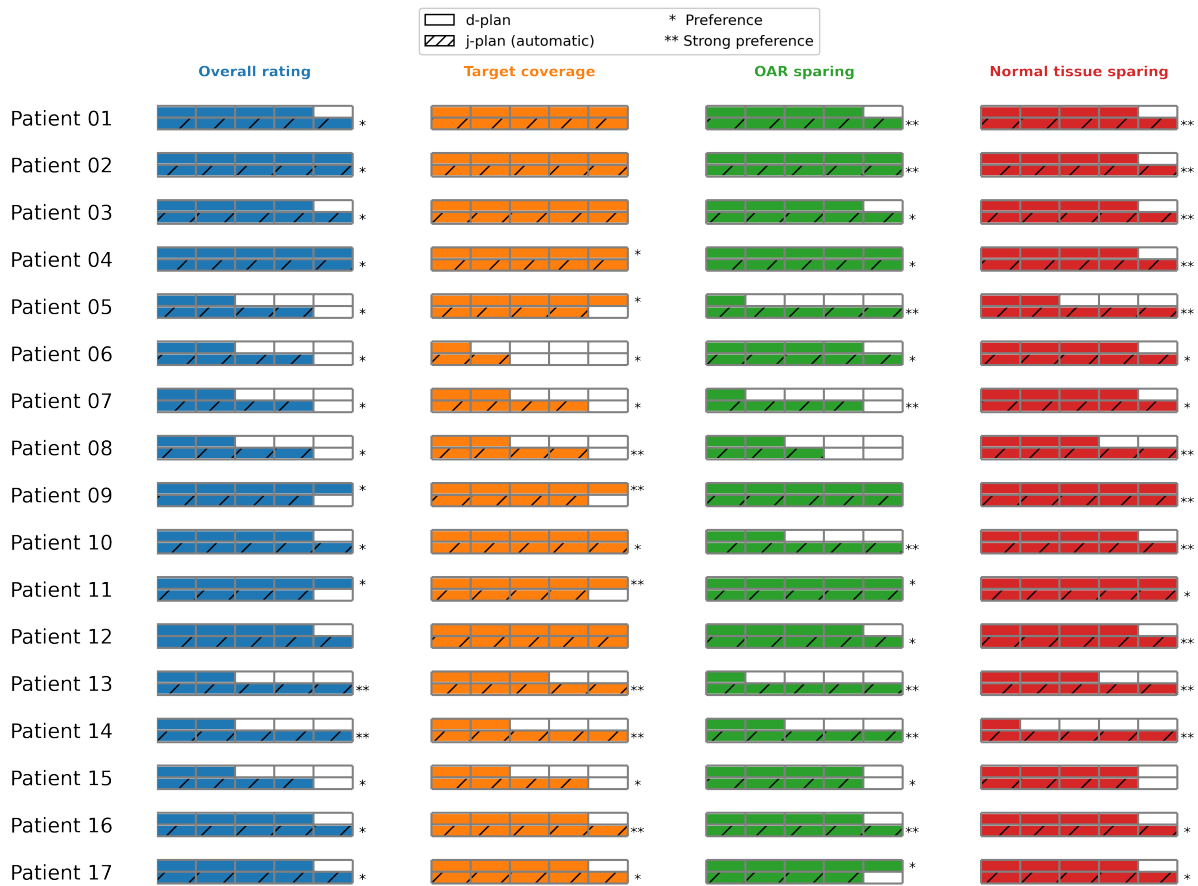 d-plan * Preference
j-plan (automatic) ** Strong preference
Overall rating Target coverage OAR sparing Normal tissue sparing
Patient 01 * ** **
Patient 02 * ** **
Patient 03 * * **
Patient 04 * * * **
Patient 05 * * ** **
Patient 06 * * * *
Patient 07 * * ** *
Patient 08 * ** **
Patient 09 * ** **
Patient 10 * * ** **
Patient 11 * ** * *
Patient 12 * **
Patient 13 ** ** ** **
Patient 14 ** ** ** **
Patient 15 * * *
Patient 16 * ** ** *
Patient 17 * * * *